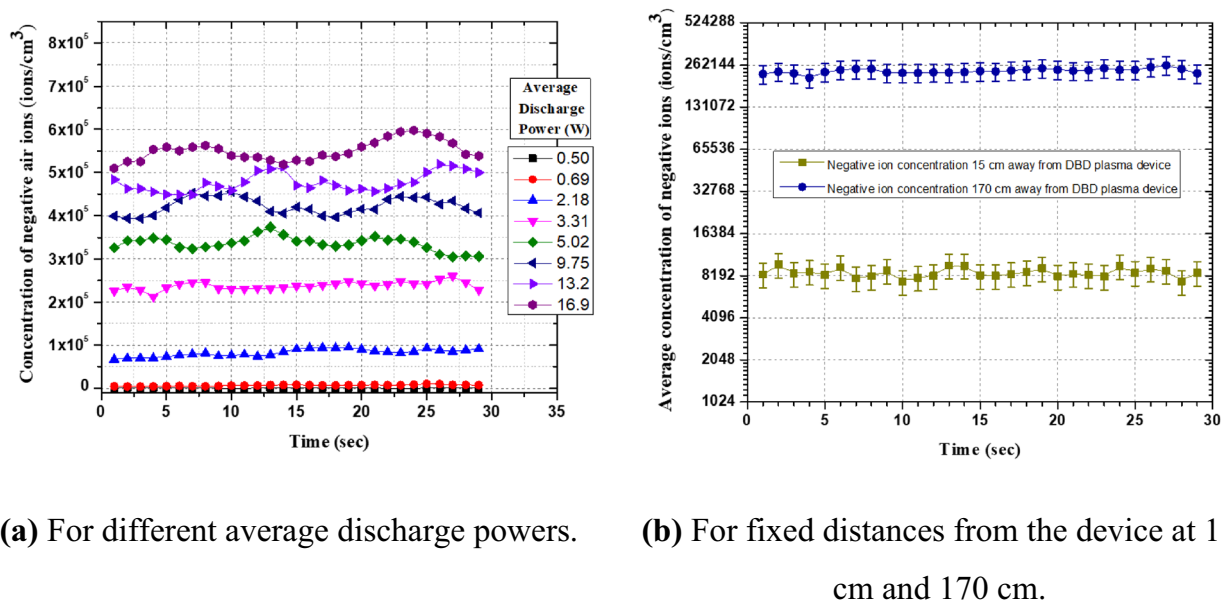 Concentration of negative air ions (ions/cm³)
8x10⁵
7x10⁵
6x10⁵
5x10⁵
4x10⁵
3x10⁵
2x10⁵
1x10⁵
0
0 5 10 15 20 25 30 35
Time (sec)
Average
Discharge
Power (W)
0.50
0.69
2.18
3.31
5.02
9.75
13.2
16.9
Average concentration of negative ions (ions/cm³)
524288
262144
131072
65536
32768
16384
8192
4096
2048
1024
0 5 10 15 20 25 30
Time (sec)
Negative ion concentration 15 cm away from DBD plasma device
Negative ion concentration 170 cm away from DBD plasma device
(a) For different average discharge powers.
(b) For fixed distances from the device at 1
cm and 170 cm.